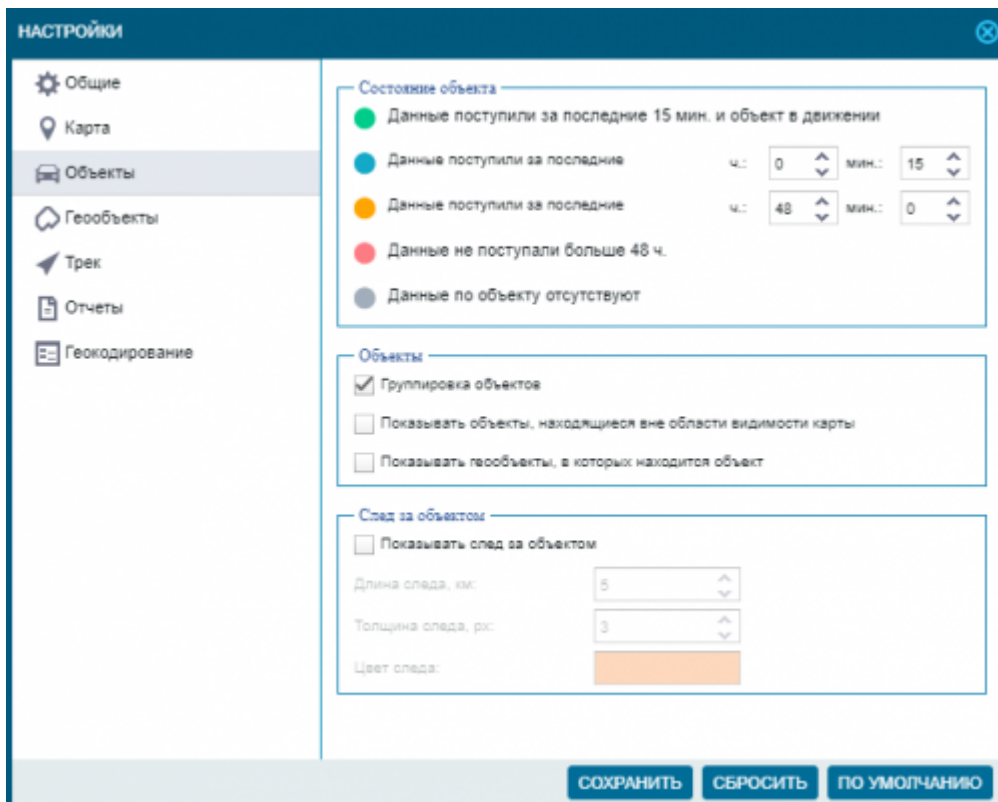 НАСТРОЙКИ
Общие
Карта
Объекты
Геообъекты
Трек
Отчеты
Геокодирование
Состояние объекта
Данные поступили за последние 15 мин. и объект в движении
Данные поступили за последние ч.: 0 мин.: 15
Данные поступили за последние ч.: 48 мин.: 0
Данные не поступали больше 48 ч.
Данные по объекту отсутствуют
Объекты
Группировка объектов
Показывать объекты, находящиеся вне области видимости карты
Показывать геообъекты, в которых находится объект
След за объектом
Показывать след за объектом
Длина следа, км: 5
Толщина следа, px: 3
Цвет следа:
СОХРАНИТЬ СБРОСИТЬ ПО УМОЛЧАНИЮ